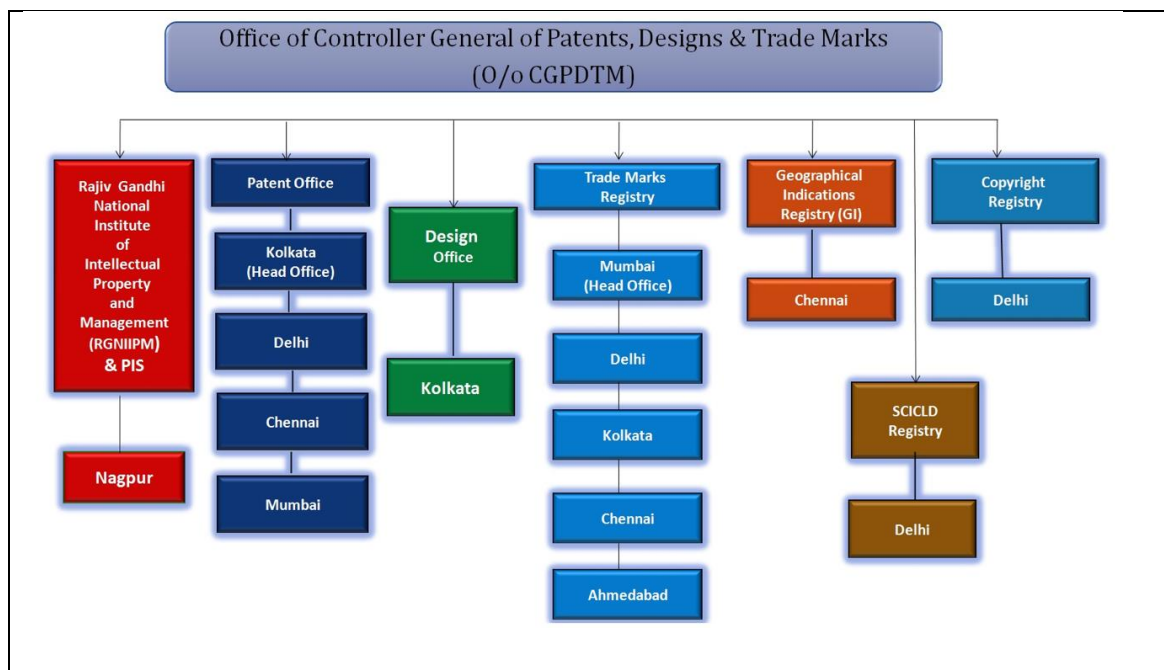 Office of Controller General of Patents, Designs & Trade Marks
(O/o CGPDTM)
Rajiv Gandhi
National
Institute
of
Intellectual
Property
and
Management
(RGNIIPM)
& PIS
Nagpur
Patent Office
Kolkata
(Head Office)
Delhi
Chennai
Mumbai
Design
Office
Kolkata
Trade Marks
Registry
Mumbai
(Head Office)
Delhi
Kolkata
Chennai
Ahmedabad
Geographical
Indications
Registry (GI)
Chennai
SCICLD
Registry
Delhi
Copyright
Registry
Delhi